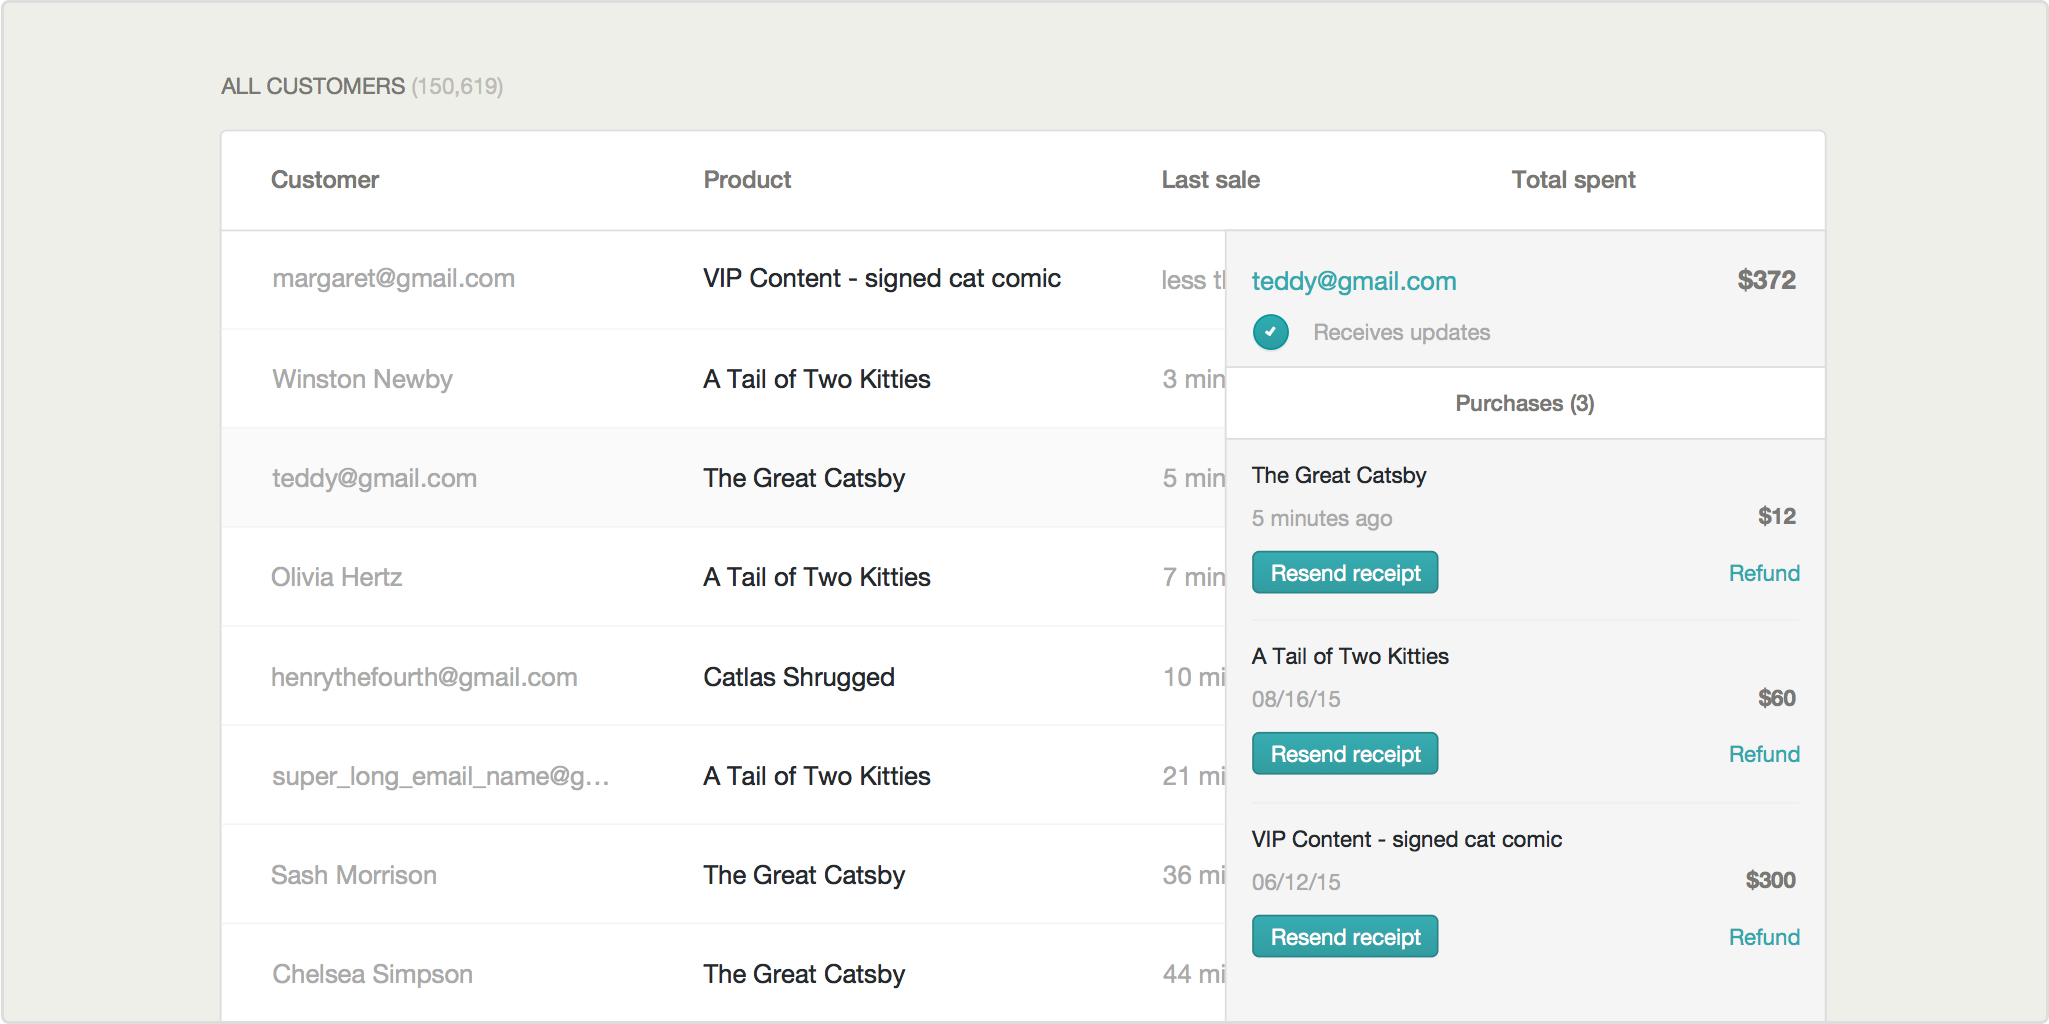 ALL CUSTOMERS (150,619)
Customer Product Last sale Total spent
margaret@gmail.com VIP Content - signed cat comic less
Winston Newby A Tail of Two Kitties 3 min
teddy@gmail.com The Great Catsby 5 min
Olivia Hertz A Tail of Two Kitties 7 min
henrythefourth@gmail.com Catlas Shrugged 10 mi
super_long_email_name@g... A Tail of Two Kitties 21 mi
Sash Morrison The Great Catsby 36 mi
Chelsea Simpson The Great Catsby 44 mi
teddy@gmail.com $372
Receives updates
Purchases (3)
The Great Catsby
5 minutes ago $12
Resend receipt Refund
A Tail of Two Kitties
08/16/15 $60
Resend receipt Refund
VIP Content - signed cat comic
06/12/15 $300
Resend receipt Refund